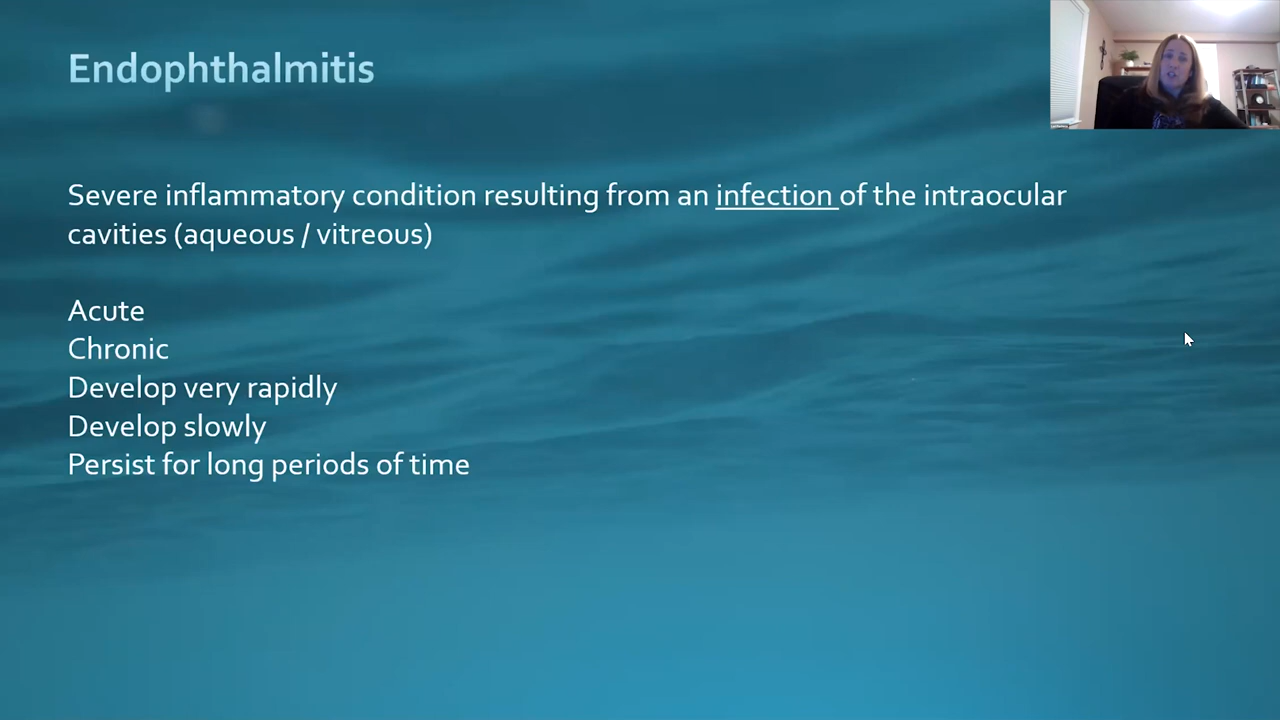 Endophthalmitis
Severe inflammatory condition resulting from an infection of the intraocular
cavities (aqueous / vitreous)
Acute
Chronic
Develop very rapidly
Develop slowly
Persist for long periods of time